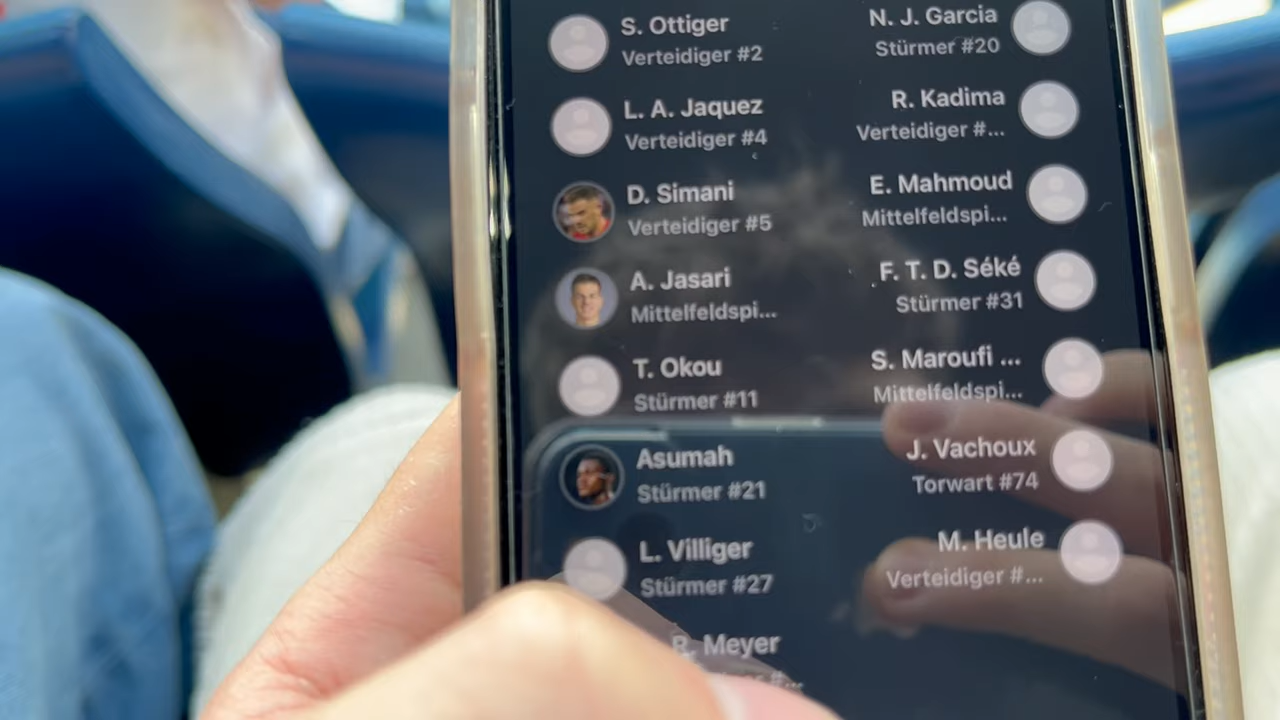 S. Ottiger
Verteidiger #2
L. A. Jaquez
Verteidiger #4
D. Simani
Verteidiger #5
A. Jasari
Mittelfeldspi...
T. Okou
Stürmer #11
Asumah
Stürmer #21
L. Villiger
Stürmer #27
R. Meyer
N. J. Garcia
Stürmer #20
R. Kadima
Verteidiger #...
E. Mahmoud
Mittelfeldspi...
F. T. D. Séké
Stürmer #31
S. Maroufi ...
Mittelfeldspi...
J. Vachoux
Torwart #74
M. Heule
Verteidiger #...